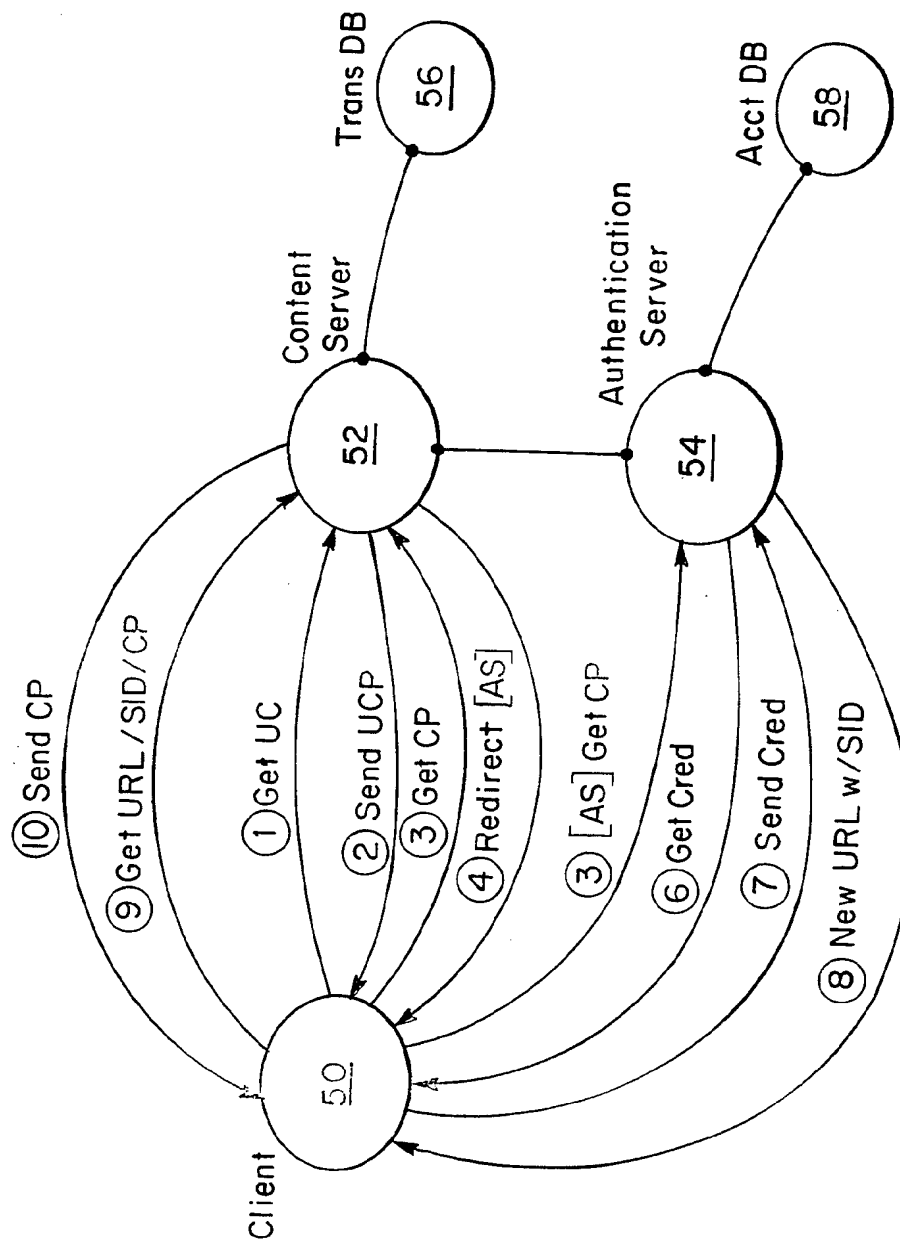 Client
50
⑩ Send CP
⑨ Get URL/SID/CP
① Get UC
② Send UCP
③ Get CP
④ Redirect [AS]
③ [AS] Get CP
⑥ Get Cred
⑦ Send Cred
⑧ New URL w/SID
Content
Server
52
Authentication
Server
54
Trans DB
56
Acct DB
58